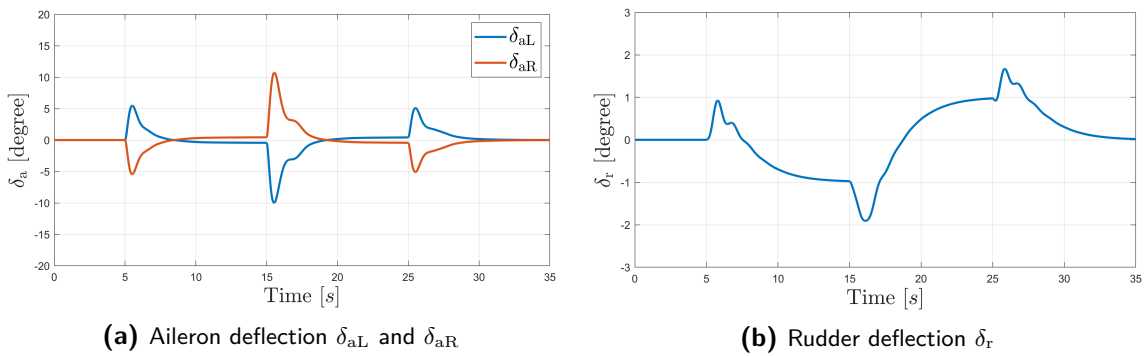 20
15
10
5
0
-5
-10
-15
-20
δₐ [degree]
δaL
δaR
0 5 10 15 20 25 30 35
Time [s]
(a) Aileron deflection δaL and δaR
3
2
1
0
-1
-2
-3
δr [degree]
0 5 10 15 20 25 30 35
Time [s]
(b) Rudder deflection δr